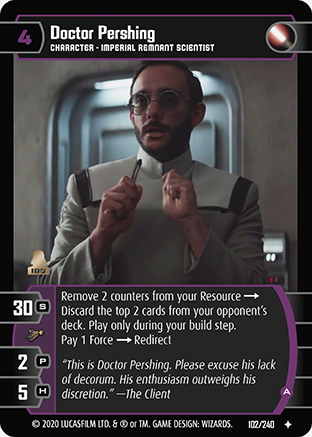 4 Doctor Pershing
CHARACTER - IMPERIAL REMNANT SCIENTIST
Remove 2 counters from your Resource →
30 S Discard the top 2 cards from your opponent's
deck. Play only during your build step.
Pay 1 Force → Redirect
2 P "This is Doctor Pershing. Please excuse his lack
of decorum. His enthusiasm outweighs his
5 H discretion." —The Client
A
© 2020 LUCASFILM LTD. & ® or TM. GAME DESIGN: WIZARDS. 102/240